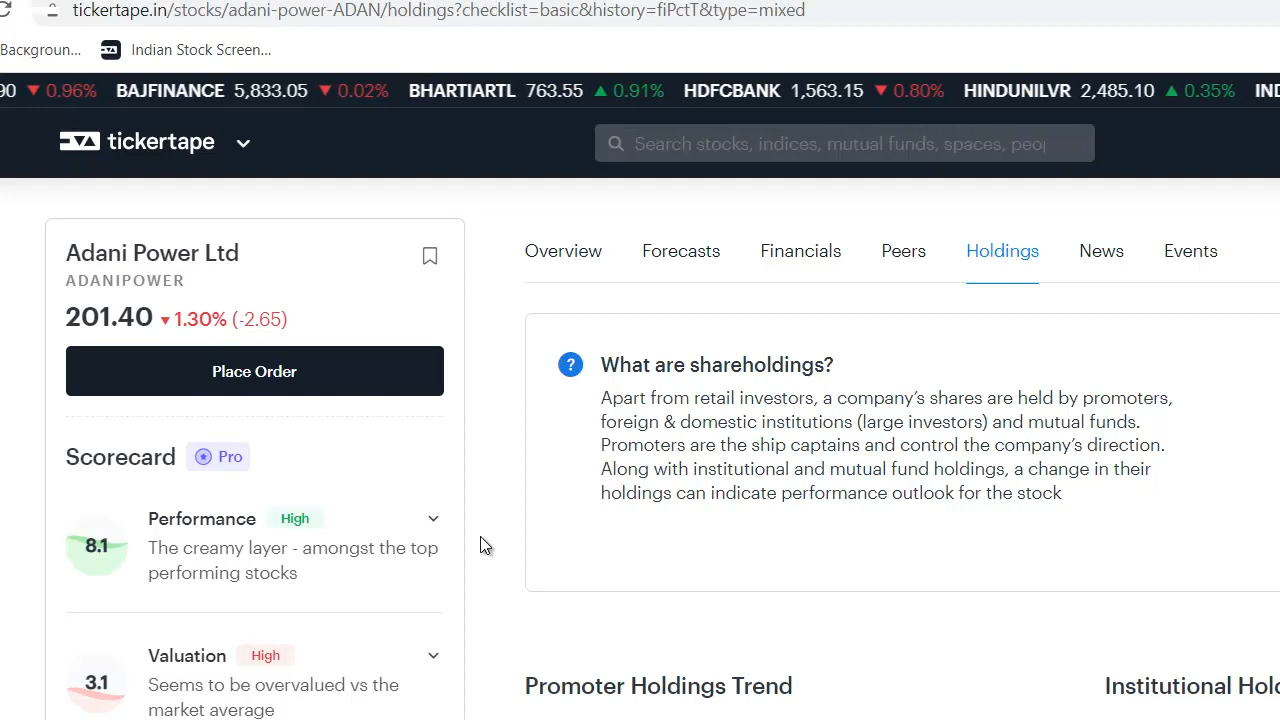 tickertape.in/stocks/adani-power-ADAN/holdings?checklist=basic&history=fiPctT&type=mixed
Backgroun... Indian Stock Screen...
90 ▼ 0.96% BAJFINANCE 5,833.05 ▼ 0.02% BHARTIARTL 763.55 ▲ 0.91% HDFCBANK 1,563.15 ▼ 0.80% HINDUNILVR 2,485.10 ▲ 0.35%
tickertape
Search stocks, indices, mutual funds, spaces,
Adani Power Ltd
ADANIPOWER
201.40 ▼ 1.30% (-2.65)
Place Order
Scorecard Pro
Performance High
8.1
The creamy layer - amongst the top
performing stocks
Valuation High
3.1
Seems to be overvalued vs the
market average
Overview Forecasts Financials Peers Holdings News Events
? What are shareholdings?
Apart from retail investors, a company’s shares are held by promoters,
foreign & domestic institutions (large investors) and mutual funds.
Promoters are the ship captains and control the company’s direction.
Along with institutional and mutual fund holdings, a change in their
holdings can indicate performance outlook for the stock
Promoter Holdings Trend
Institutional